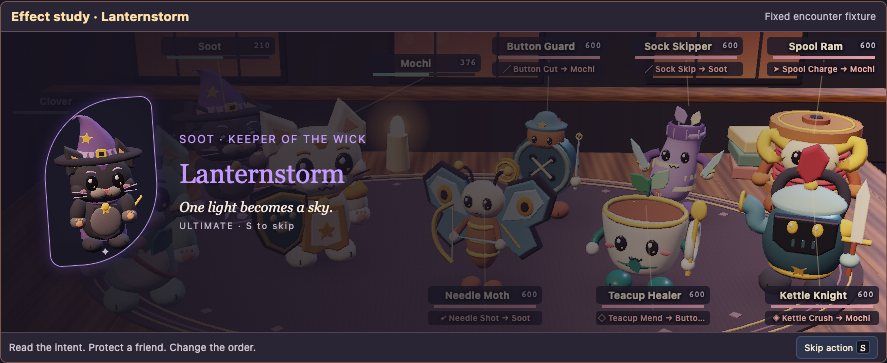 Effect study · Lanternstorm
Fixed encounter fixture
Soot 210
Mochi 376
Button Guard 600
Button Cut → Mochi
Sock Skipper 600
Sock Skip → Soot
Spool Ram 600
Spool Charge → Mochi
Clover
SOOT · KEEPER OF THE WICK
Lanternstorm
One light becomes a sky.
ULTIMATE · S to skip
Needle Moth 600
Needle Shot → Soot
Teacup Healer 600
Teacup Mend → Butto...
Kettle Knight 600
Kettle Crush → Mochi
Read the intent. Protect a friend. Change the order.
Skip action S